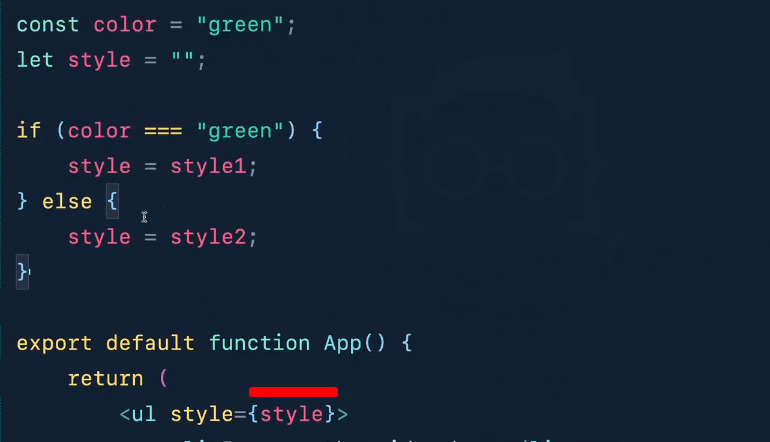 const color = "green";
let style = "";
if (color === "green") {
style = style1;
} else {
style = style2;
}
export default function App() {
return (
<ul style={style}>